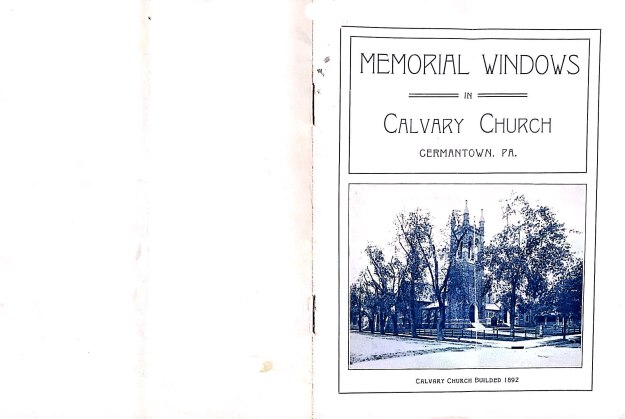 MEMORIAL WINDOWS
IN
CALVARY CHURCH
GERMANTOWN, PA.
CALVARY CHURCH BUILDED 1892